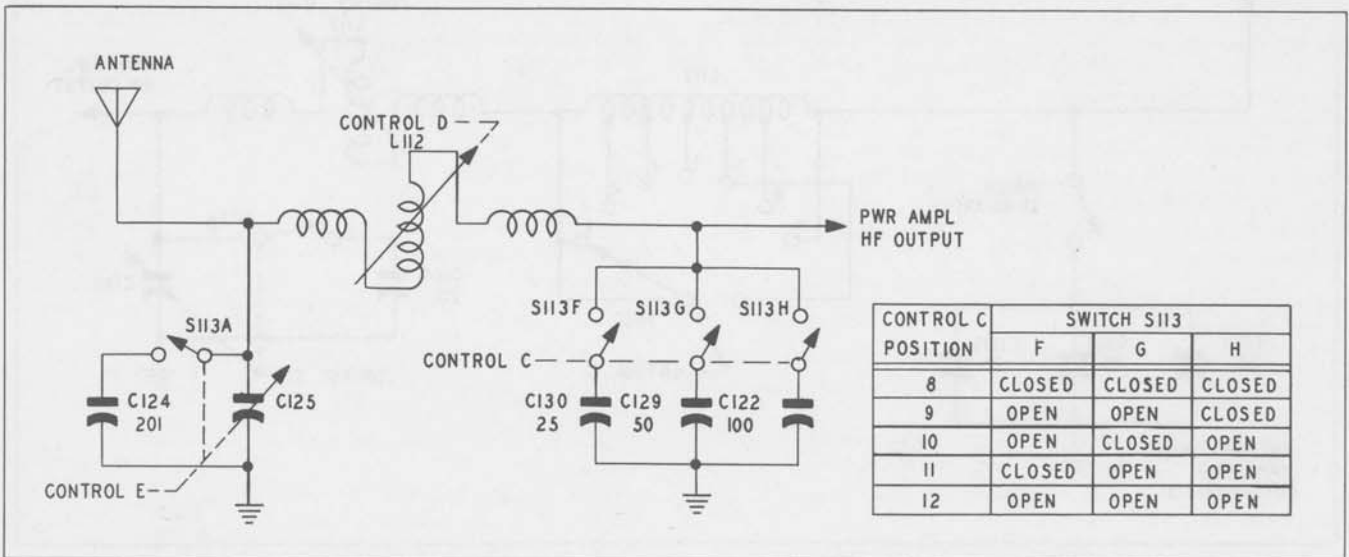 ANTENNA
CONTROL D
L112
PWR AMPL
HF OUTPUT
S113A
S113F
S113G
S113H
CONTROL C
C124
201
C125
C130
25
C129
50
C122
100
CONTROL E
CONTROL C
POSITION
SWITCH S113
F G H
8 CLOSED CLOSED CLOSED
9 OPEN OPEN CLOSED
10 OPEN CLOSED OPEN
11 CLOSED OPEN OPEN
12 OPEN OPEN OPEN